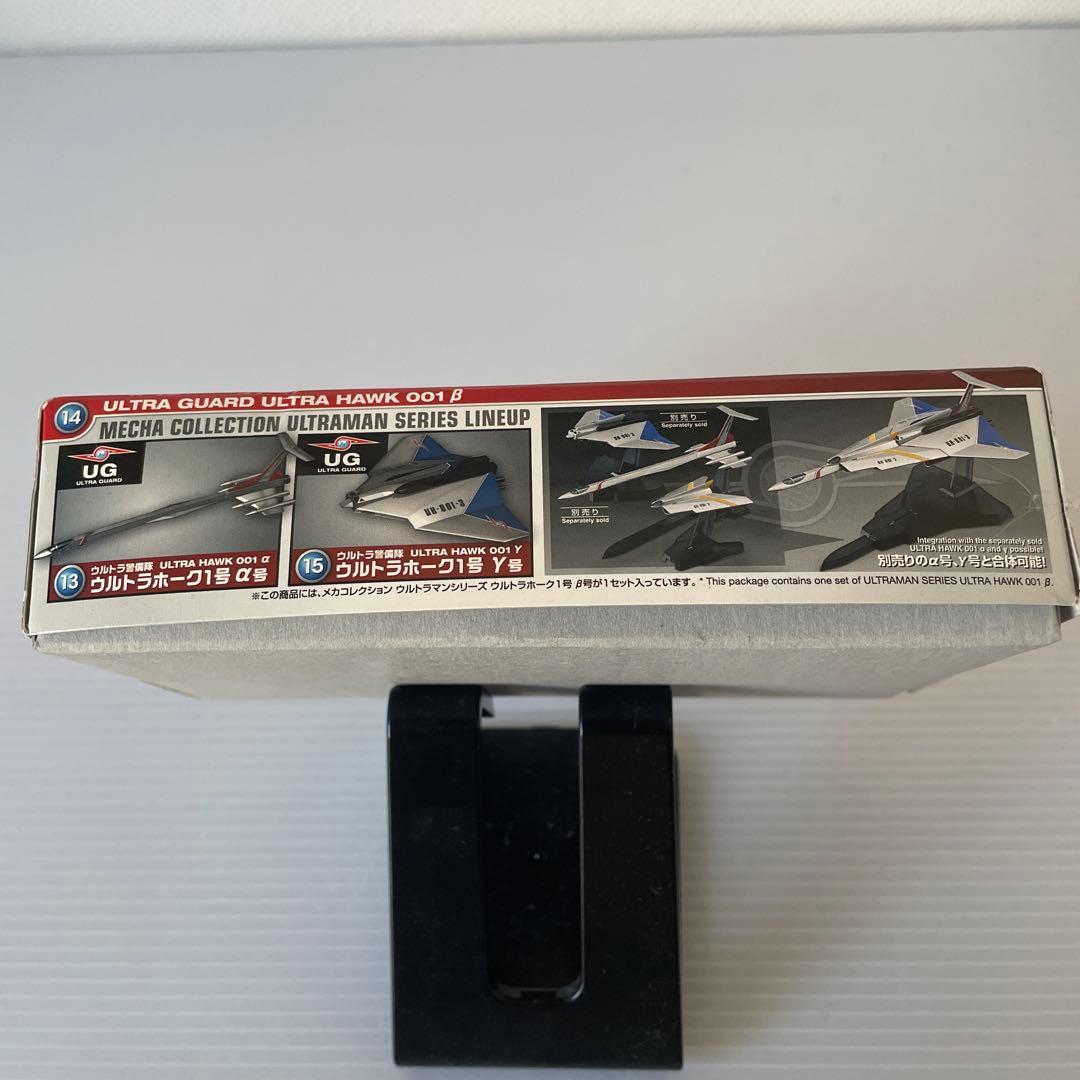 14 ULTRA GUARD ULTRA HAWK 001 β
MECHA COLLECTION ULTRAMAN SERIES LINEUP
UG
ULTRA GUARD
ウルトラ警備隊 ULTRA HAWK 001 α
13 ウルトラホーク1号 α号
UG
ULTRA GUARD
UH-001-3
ウルトラ警備隊 ULTRA HAWK 001 γ
15 ウルトラホーク1号 γ号
別売り
Separately sold
別売り
Separately sold
Integration with the separately sold
ULTRA HAWK 001 α and γ possible!
別売りのα号、γ号と合体可能!
※この商品には、メカコレクション ウルトラマンシリーズ ウルトラホーク1号 β号が1セット入っています。* This package contains one set of ULTRAMAN SERIES ULTRA HAWK 001 β.